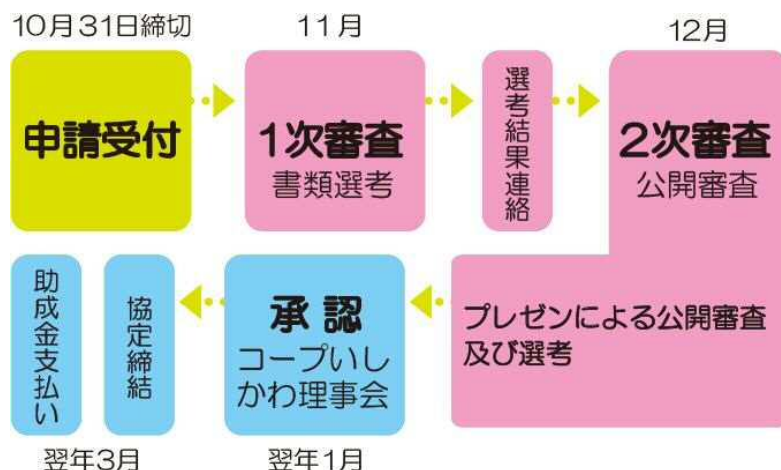 10月31日締切
申請受付
11月
1次審査
書類選考
選考結果連絡
12月
2次審査
公開審査
プレゼンによる公開審査
及び選考
承認
コープいし
かわ理事会
翌年1月
協定締結
助成金支払い
翌年3月